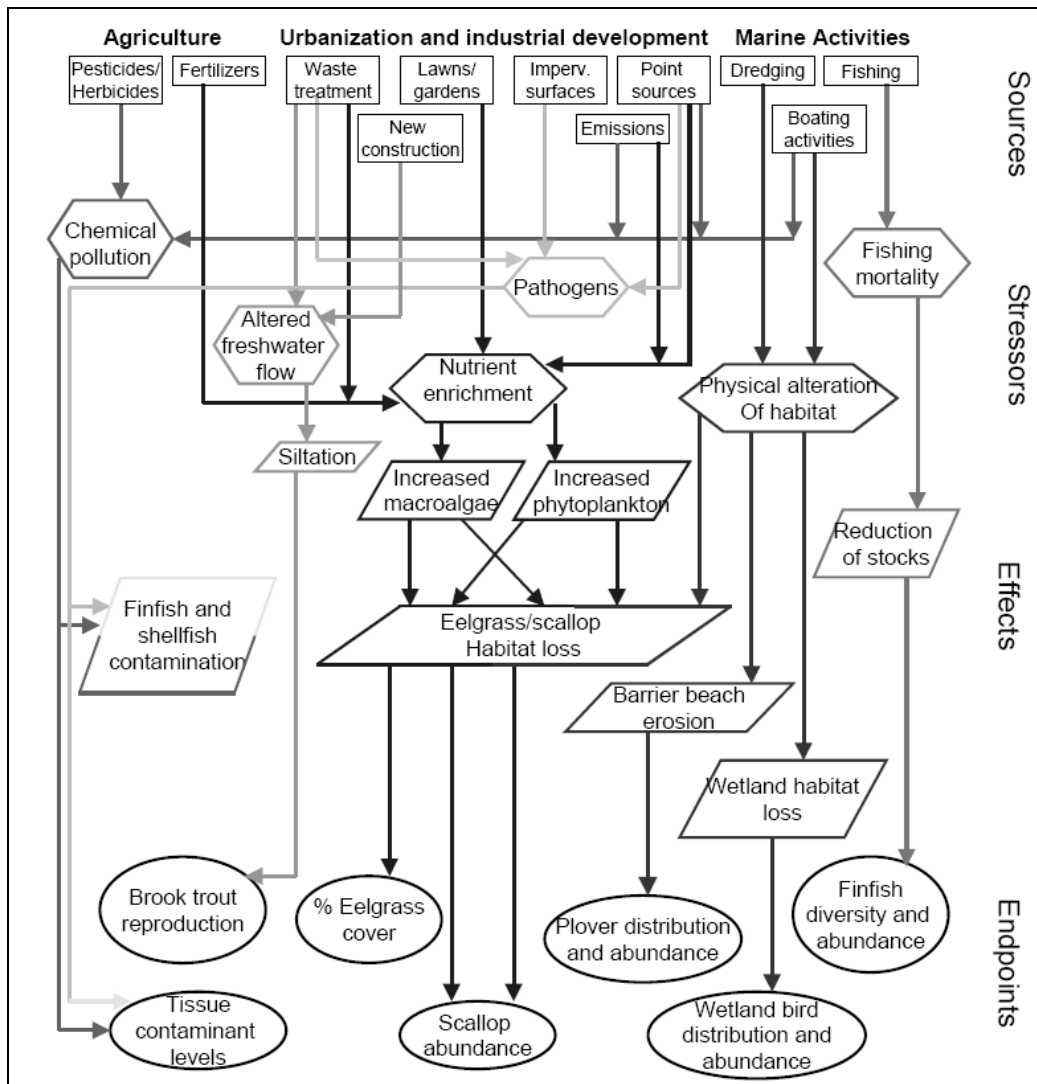 Agriculture
Urbanization and industrial development
Marine Activities
Pesticides/
Herbicides
Fertilizers
Waste
treatment
Lawns/
gardens
Imperv.
surfaces
Point
sources
Dredging
Fishing
New
construction
Emissions
Boating
activities
Sources
Chemical
pollution
Pathogens
Fishing
mortality
Altered
freshwater
flow
Nutrient
enrichment
Physical alteration
Of habitat
Stressors
Siltation
Increased
macroalgae
Increased
phytoplankton
Reduction
of stocks
Finfish and
shellfish
contamination
Eelgrass/scallop
Habitat loss
Barrier beach
erosion
Wetland habitat
loss
Effects
Brook trout
reproduction
% Eelgrass
cover
Plover distribution
and abundance
Finfish
diversity and
abundance
Tissue
contaminant
levels
Scallop
abundance
Wetland bird
distribution and
abundance
Endpoints